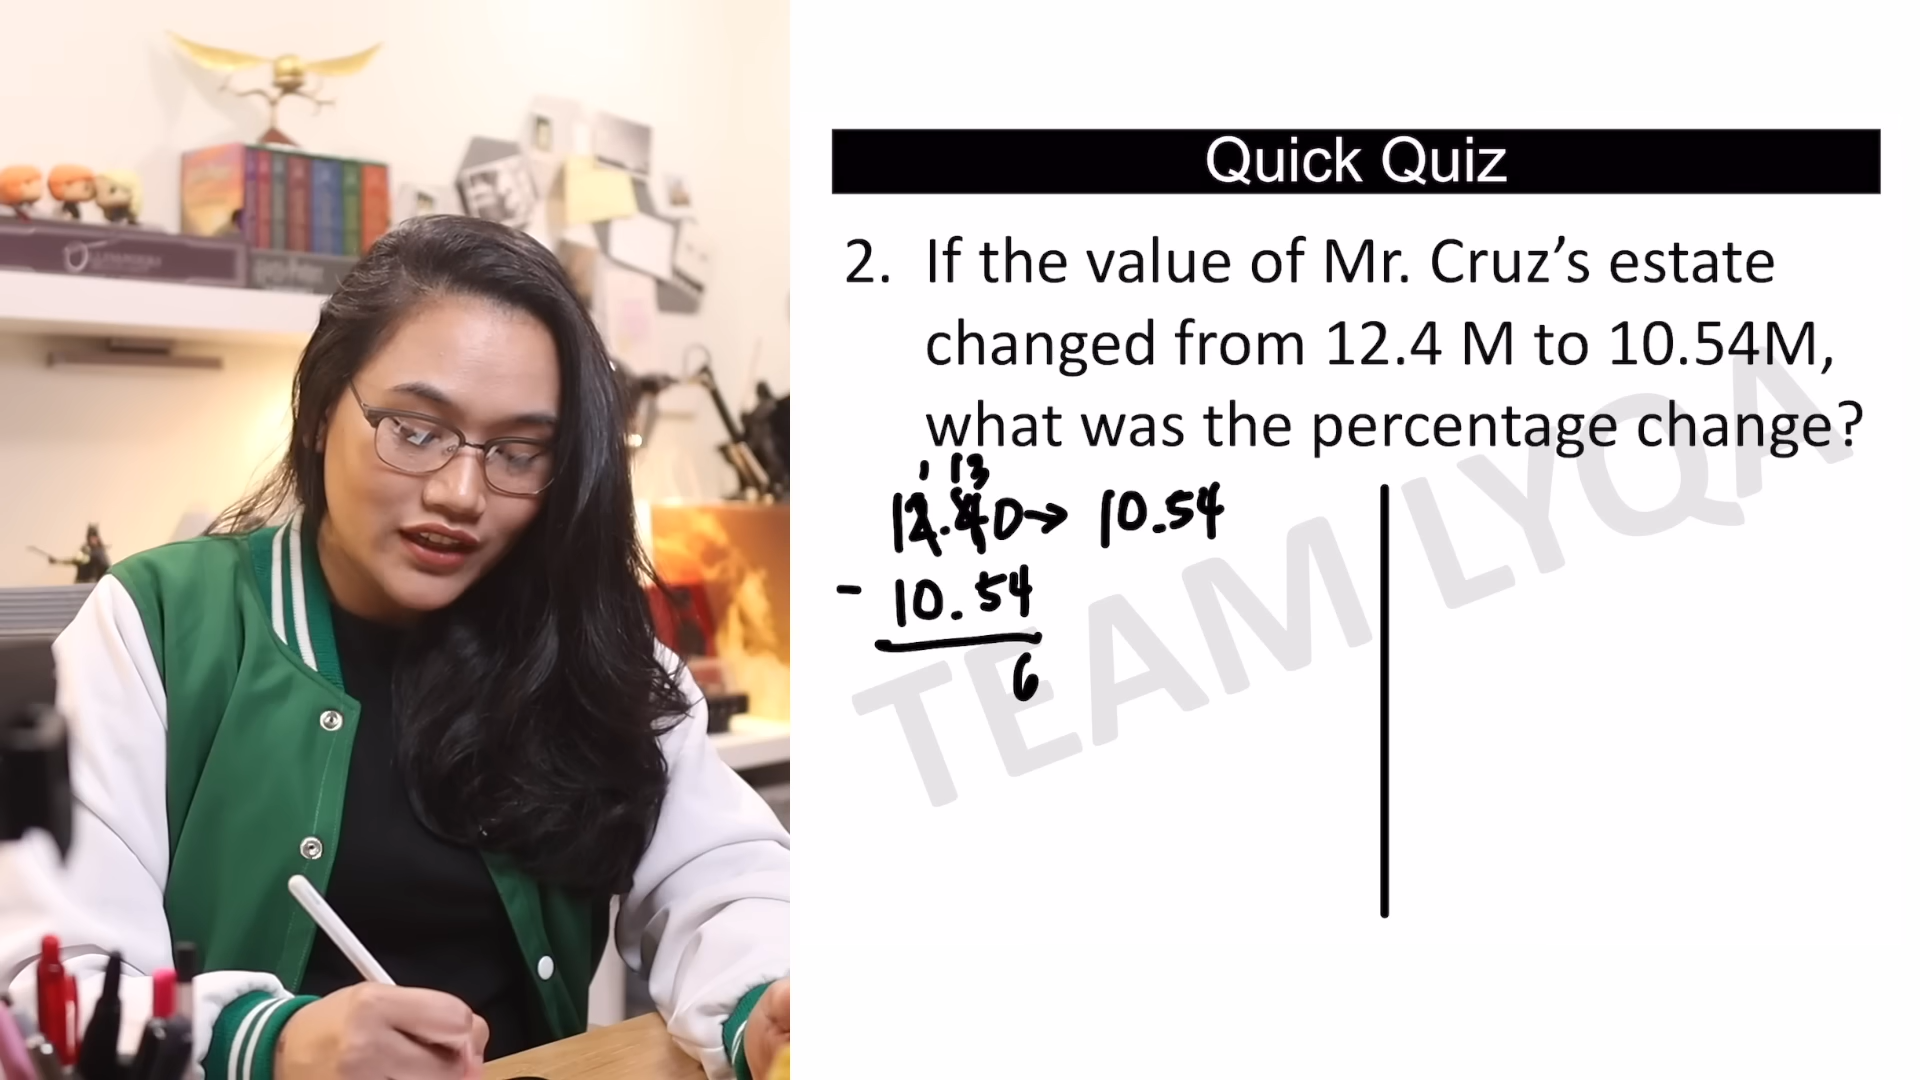 Quick Quiz
2. If the value of Mr. Cruz’s estate
changed from 12.4 M to 10.54M,
what was the percentage change?
1 13
12.40→ 10.54
- 10.54
6
TEAM LYQA